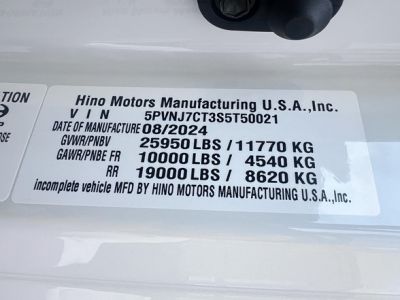 Hino Motors Manufacturing U.S.A.,Inc.
VIN 5PVNJ7CT3S5T50021
DATE OF MANUFACTURE 08/2024
GVWR/PNBV 25950 LBS / 11770 KG
GAWR/PNBE FR 10000 LBS / 4540 KG
RR 19000 LBS / 8620 KG
incomplete vehicle MFD BY HINO MOTORS MANUFACTURING U.S.A.,Inc.